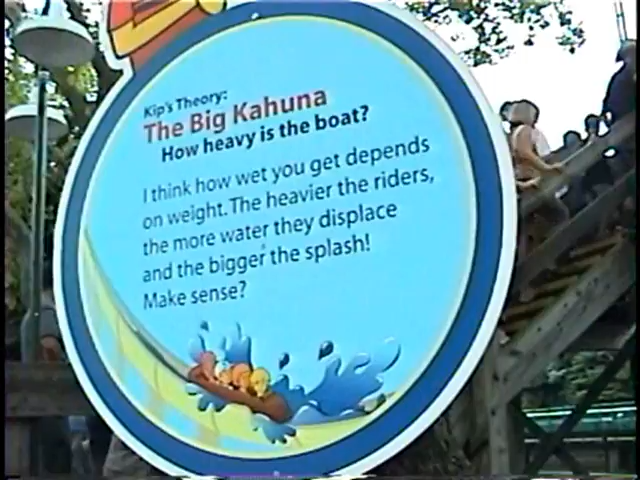 Kip's Theory:
The Big Kahuna
How heavy is the boat?
I think how wet you get depends
on weight. The heavier the riders,
the more water they displace
and the bigger the splash!
Make sense?